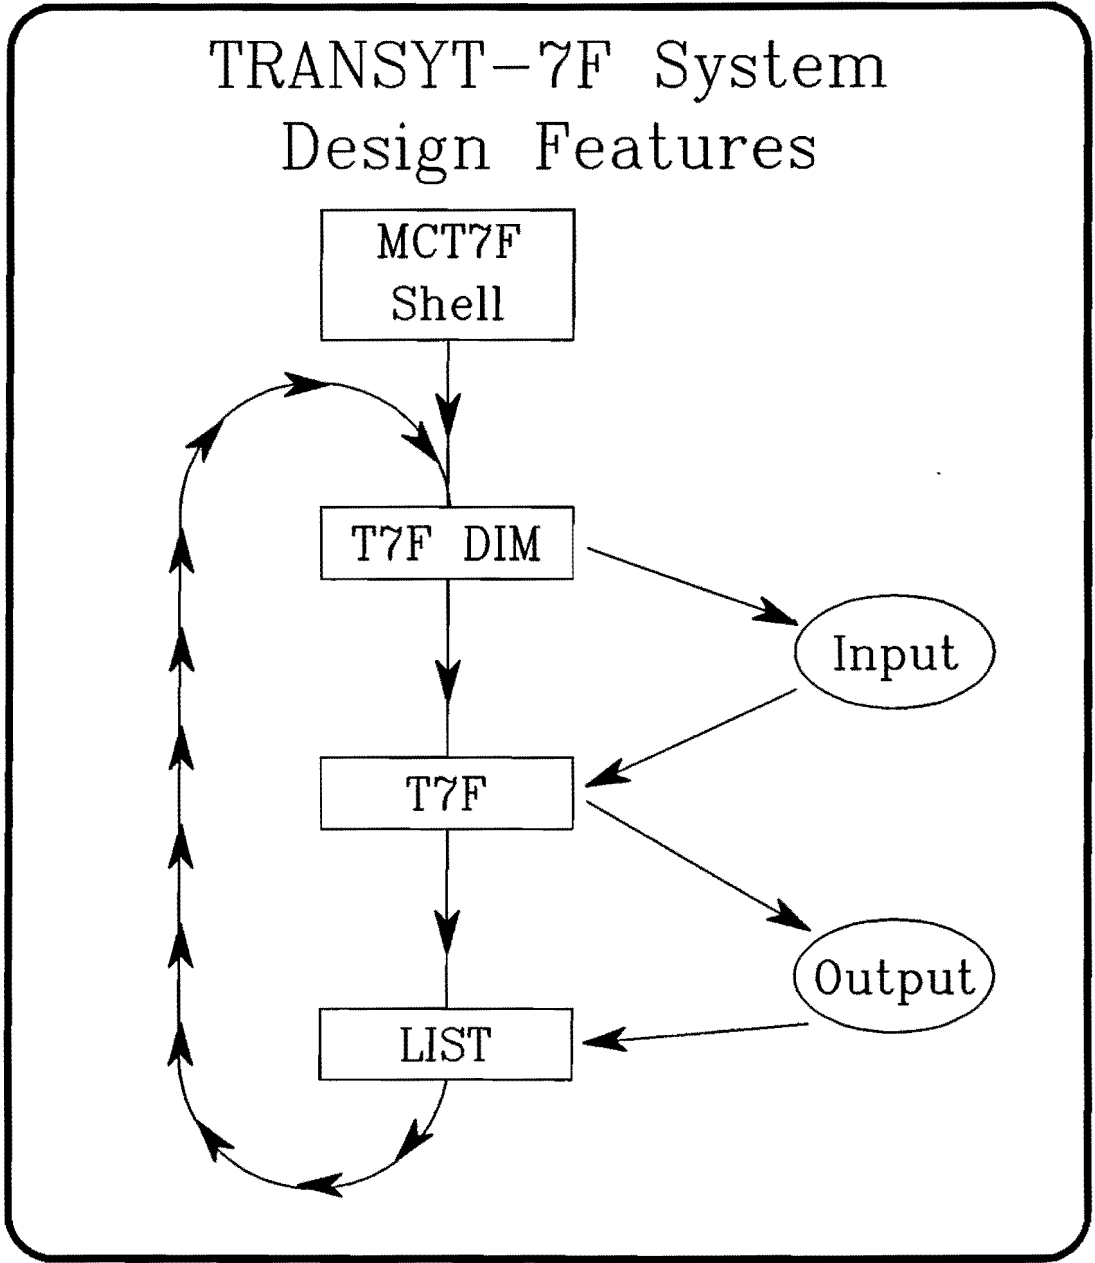 TRANSYT-7F System
Design Features
MCT7F
Shell
T7F DIM
Input
T7F
Output
LIST